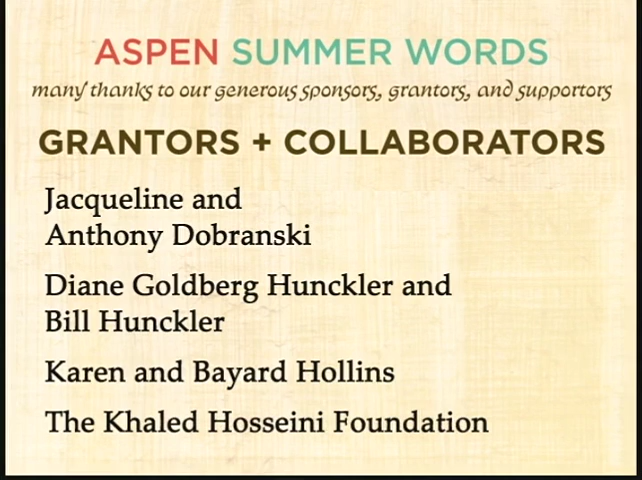 ASPEN SUMMER WORDS
many thanks to our generous sponsors, grantors, and supportors
GRANTORS + COLLABORATORS
Jacqueline and
Anthony Dobranski
Diane Goldberg Hunckler and
Bill Hunckler
Karen and Bayard Hollins
The Khaled Hosseini Foundation